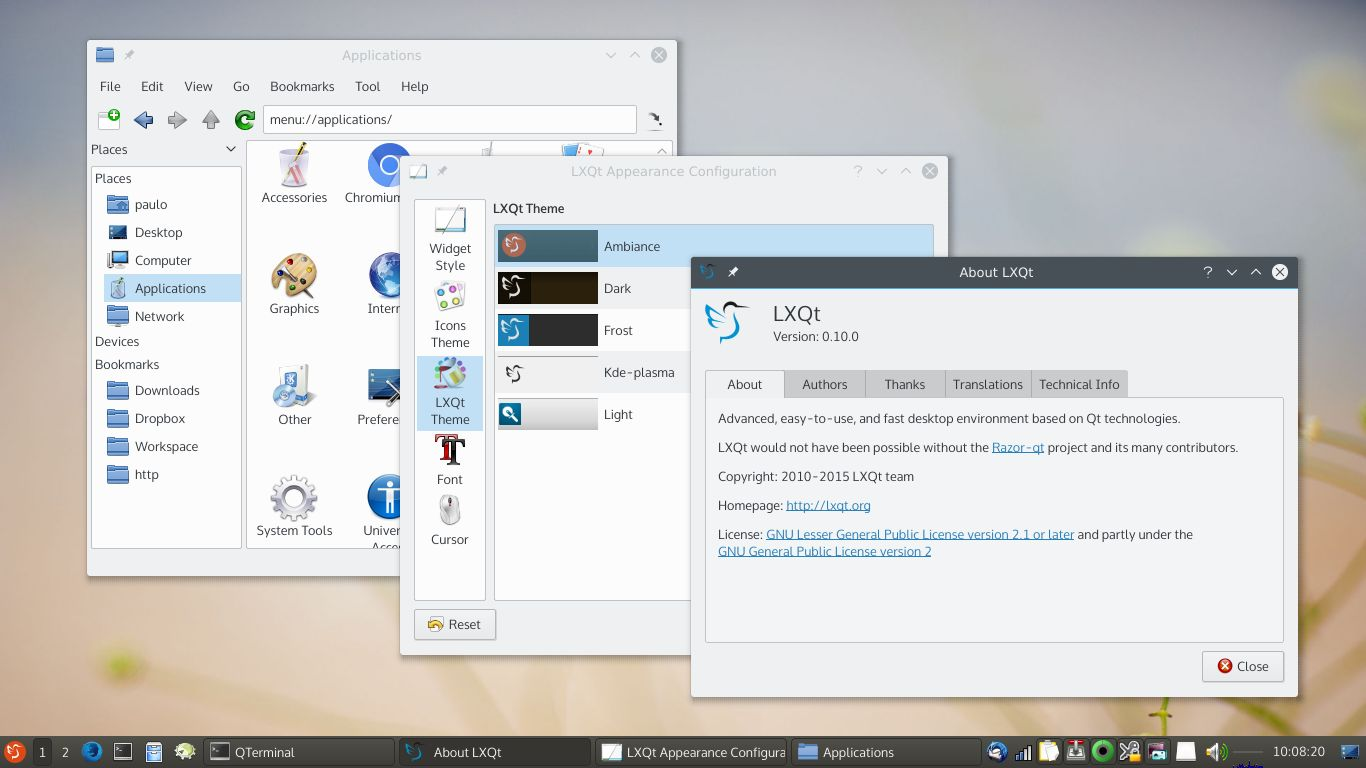 Applications
File Edit View Go Bookmarks Tool Help
menu://applications/
Places
Places
paulo
Desktop
Computer
Applications
Network
Devices
Bookmarks
Downloads
Dropbox
Workspace
http
Accessories
Chromium
Graphics
Intern
Other
Prefere
System Tools
Univer
LXQt Appearance Configuration
Widget
Style
Icons
Theme
LXQt
Theme
Font
Cursor
LXQt Theme
Ambiance
Dark
Frost
Kde-plasma
Light
Reset
About LXQt
LXQt
Version: 0.10.0
About Authors Thanks Translations Technical Info
Advanced, easy-to-use, and fast desktop environment based on Qt technologies.
LXQt would not have been possible without the Razor-qt project and its many contributors.
Copyright: 2010-2015 LXQt team
Homepage: http://lxqt.org
License: GNU Lesser General Public License version 2.1 or later and partly under the
GNU General Public License version 2
Close
1 2 QTerminal About LXQt LXQt Appearance Configura Applications 10:08:20